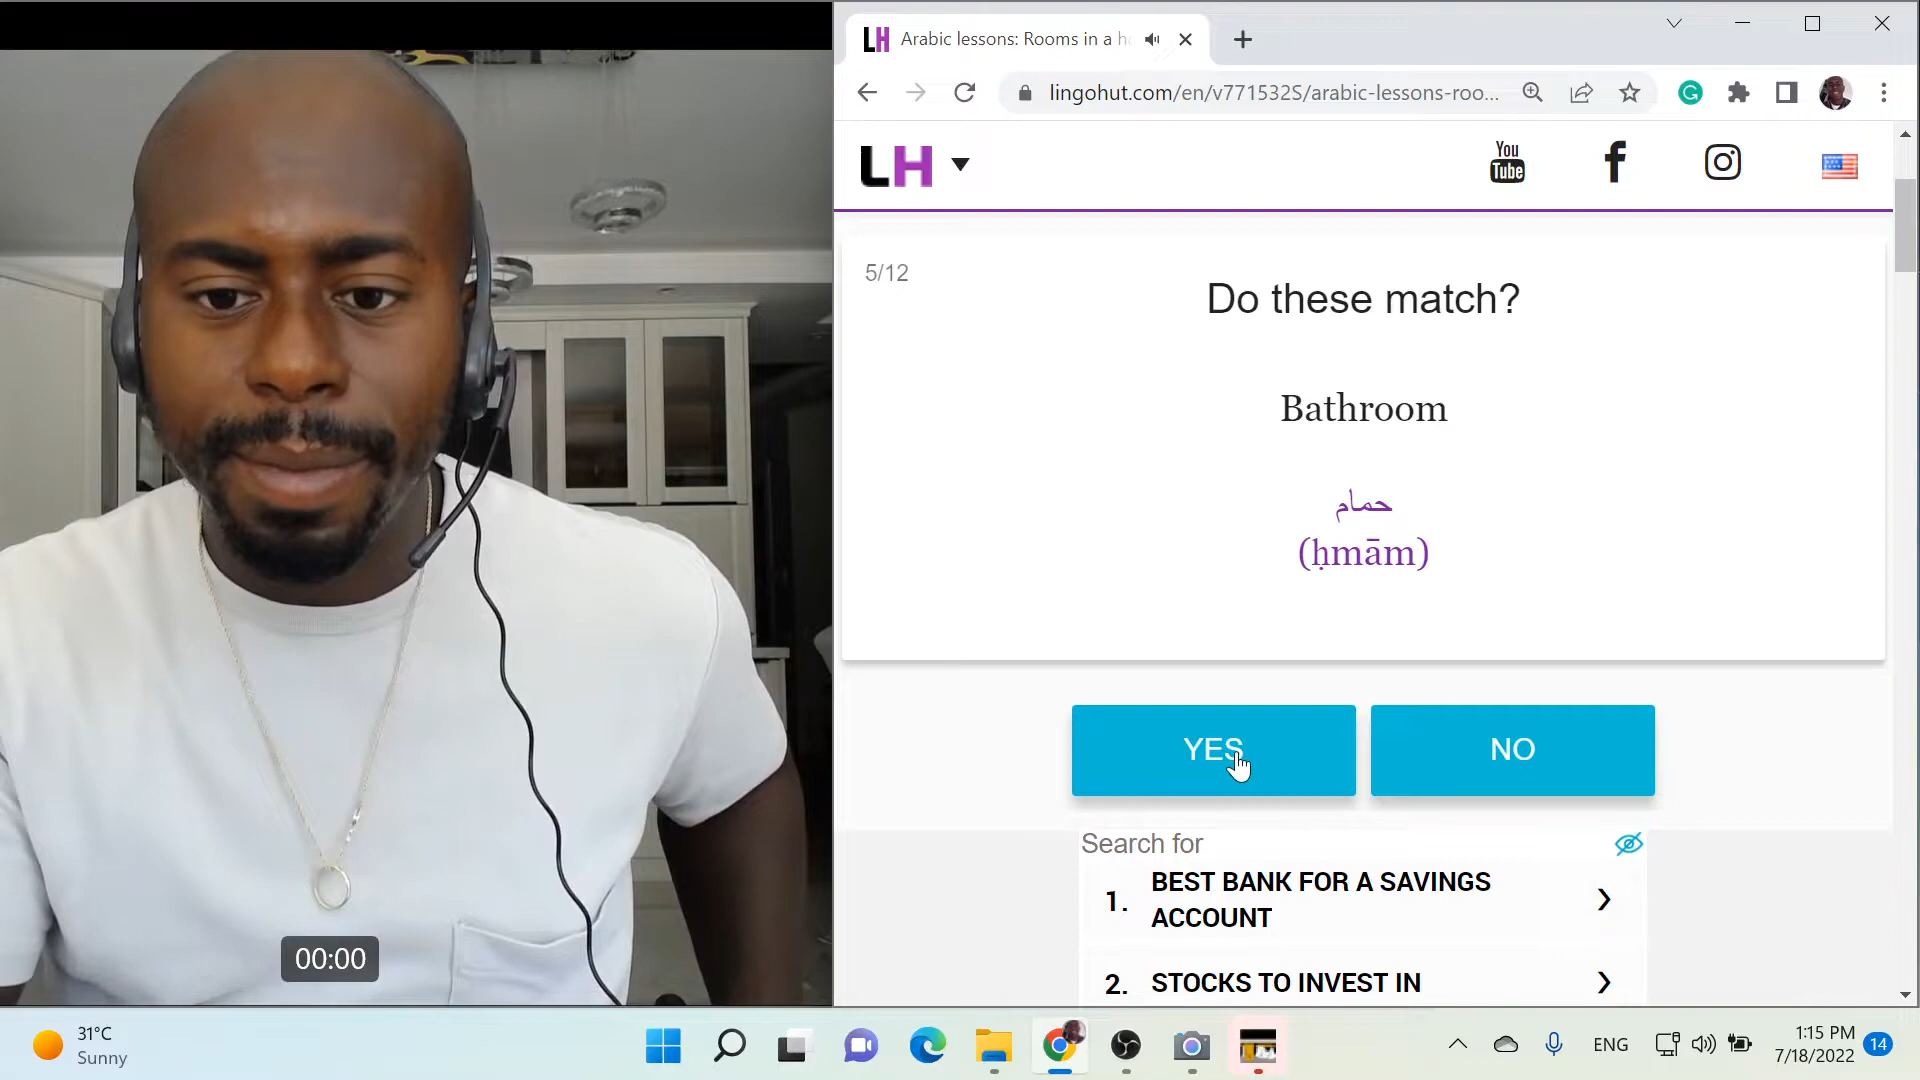 LH Arabic lessons: Rooms in a h
lingohut.com/en/v771532S/arabic-lessons-roo...
LH
You
Tube
5/12
Do these match?
Bathroom
حمام
(ḥmām)
YES
NO
Search for
1. BEST BANK FOR A SAVINGS
ACCOUNT
2. STOCKS TO INVEST IN
00:00
31°C
Sunny
ENG
1:15 PM
7/18/2022
14